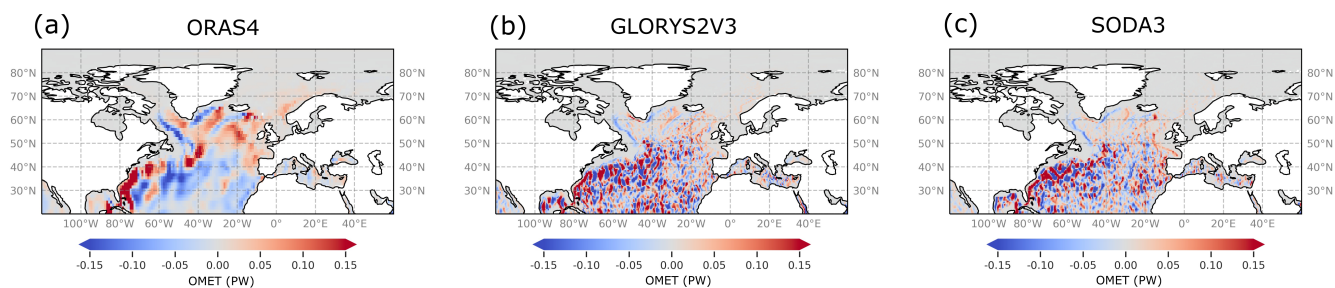 (a) ORAS4
80°N 80°N
70°N 70°N
60°N 60°N
50°N 50°N
40°N 40°N
30°N 30°N
100°W 80°W 60°W 40°W 20°W 0° 20°E 40°E
-0.15 -0.10 -0.05 0.00 0.05 0.10 0.15
OMET (PW)
(b) GLORYS2V3
80°N 80°N
70°N 70°N
60°N 60°N
50°N 50°N
40°N 40°N
30°N 30°N
100°W 80°W 60°W 40°W 20°W 0° 20°E 40°E
-0.15 -0.10 -0.05 0.00 0.05 0.10 0.15
OMET (PW)
(c) SODA3
80°N 80°N
70°N 70°N
60°N 60°N
50°N 50°N
40°N 40°N
30°N 30°N
100°W 80°W 60°W 40°W 20°W 0° 20°E 40°E
-0.15 -0.10 -0.05 0.00 0.05 0.10 0.15
OMET (PW)